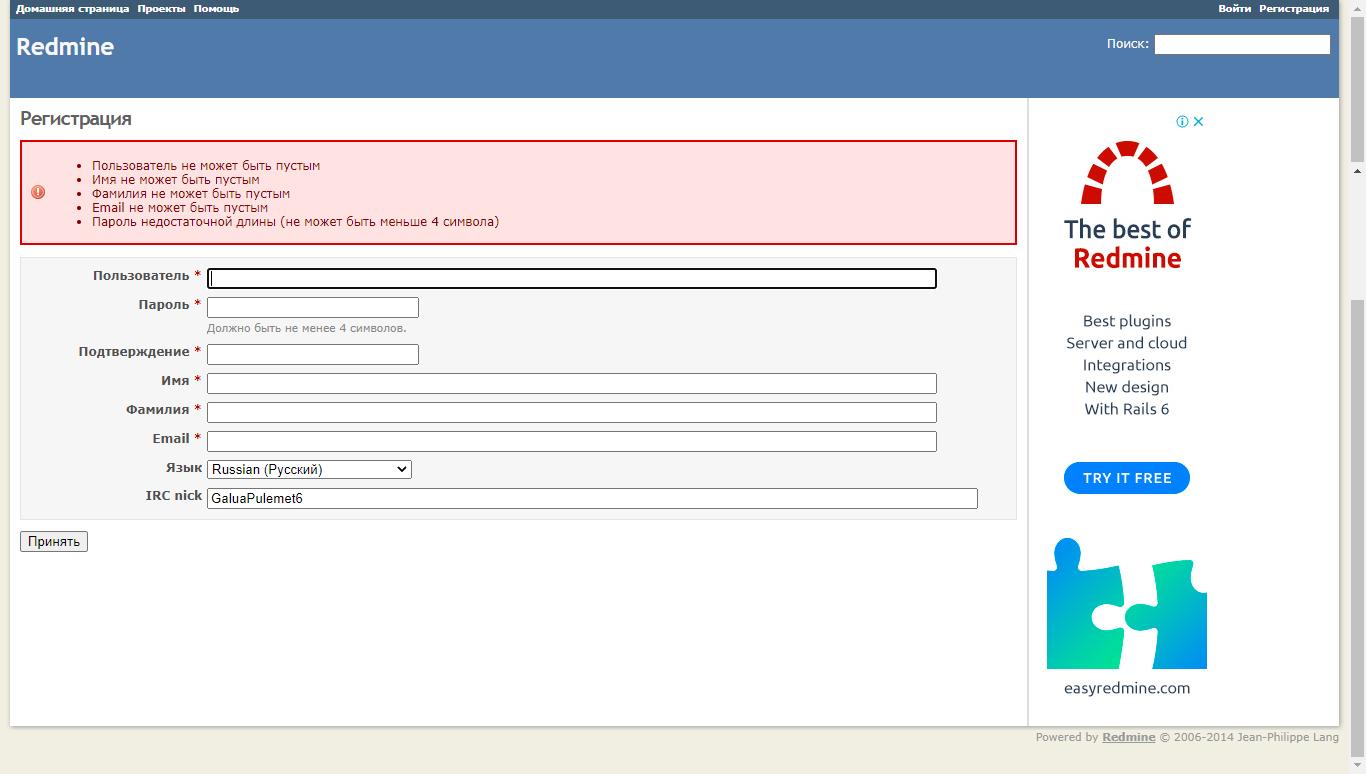 Домашняя страница Проекты Помощь Войти Регистрация
Redmine
Поиск:
Регистрация
Пользователь не может быть пустым
Имя не может быть пустым
Фамилия не может быть пустым
Email не может быть пустым
Пароль недостаточной длины (не может быть меньше 4 символа)
Пользователь *
Пароль *
Должно быть не менее 4 символов.
Подтверждение *
Имя *
Фамилия *
Email *
Язык Russian (Русский)
IRC nick GaluaPulemet6
Принять
The best of
Redmine
Best plugins
Server and cloud
Integrations
New design
With Rails 6
TRY IT FREE
easyredmine.com
Powered by Redmine © 2006-2014 Jean-Philippe Lang